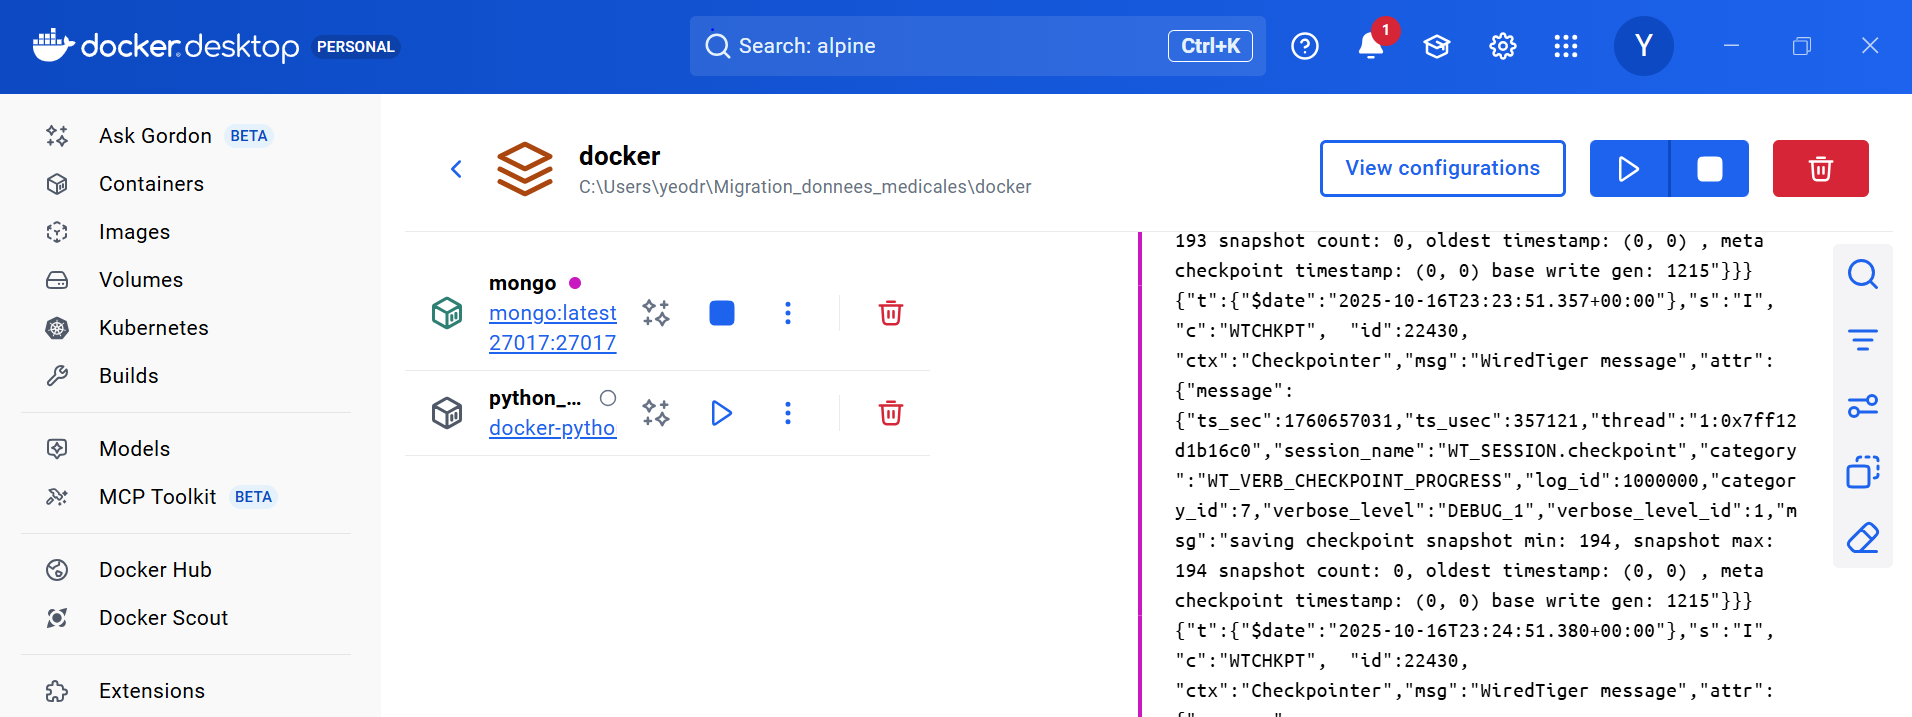 docker.desktop PERSONAL
Search: alpine
Ctrl+K
1
Y
Ask Gordon BETA
Containers
Images
Volumes
Kubernetes
Builds
Models
MCP Toolkit BETA
Docker Hub
Docker Scout
Extensions
docker
C:\Users\yeodr\Migration_donnees_medicales\docker
View configurations
mongo
mongo:latest
27017:27017
python_...
docker-pytho
193 snapshot count: 0, oldest timestamp: (0, 0) , meta
checkpoint timestamp: (0, 0) base write gen: 1215"}}}
{"t":{"$date":"2025-10-16T23:23:51.357+00:00"},"s":"I",
"c":"WTCHKPT",  "id":22430,
"ctx":"Checkpointer","msg":"WiredTiger message","attr":
{"message":
{"ts_sec":1760657031,"ts_usec":357121,"thread":"1:0x7ff12
d1b16c0","session_name":"WT_SESSION.checkpoint","category
":"WT_VERB_CHECKPOINT_PROGRESS","log_id":1000000,"categor
y_id":7,"verbose_level":"DEBUG_1","verbose_level_id":1,"m
sg":"saving checkpoint snapshot min: 194, snapshot max:
194 snapshot count: 0, oldest timestamp: (0, 0) , meta
checkpoint timestamp: (0, 0) base write gen: 1215"}}}
{"t":{"$date":"2025-10-16T23:24:51.380+00:00"},"s":"I",
"c":"WTCHKPT",  "id":22430,
"ctx":"Checkpointer","msg":"WiredTiger message","attr":